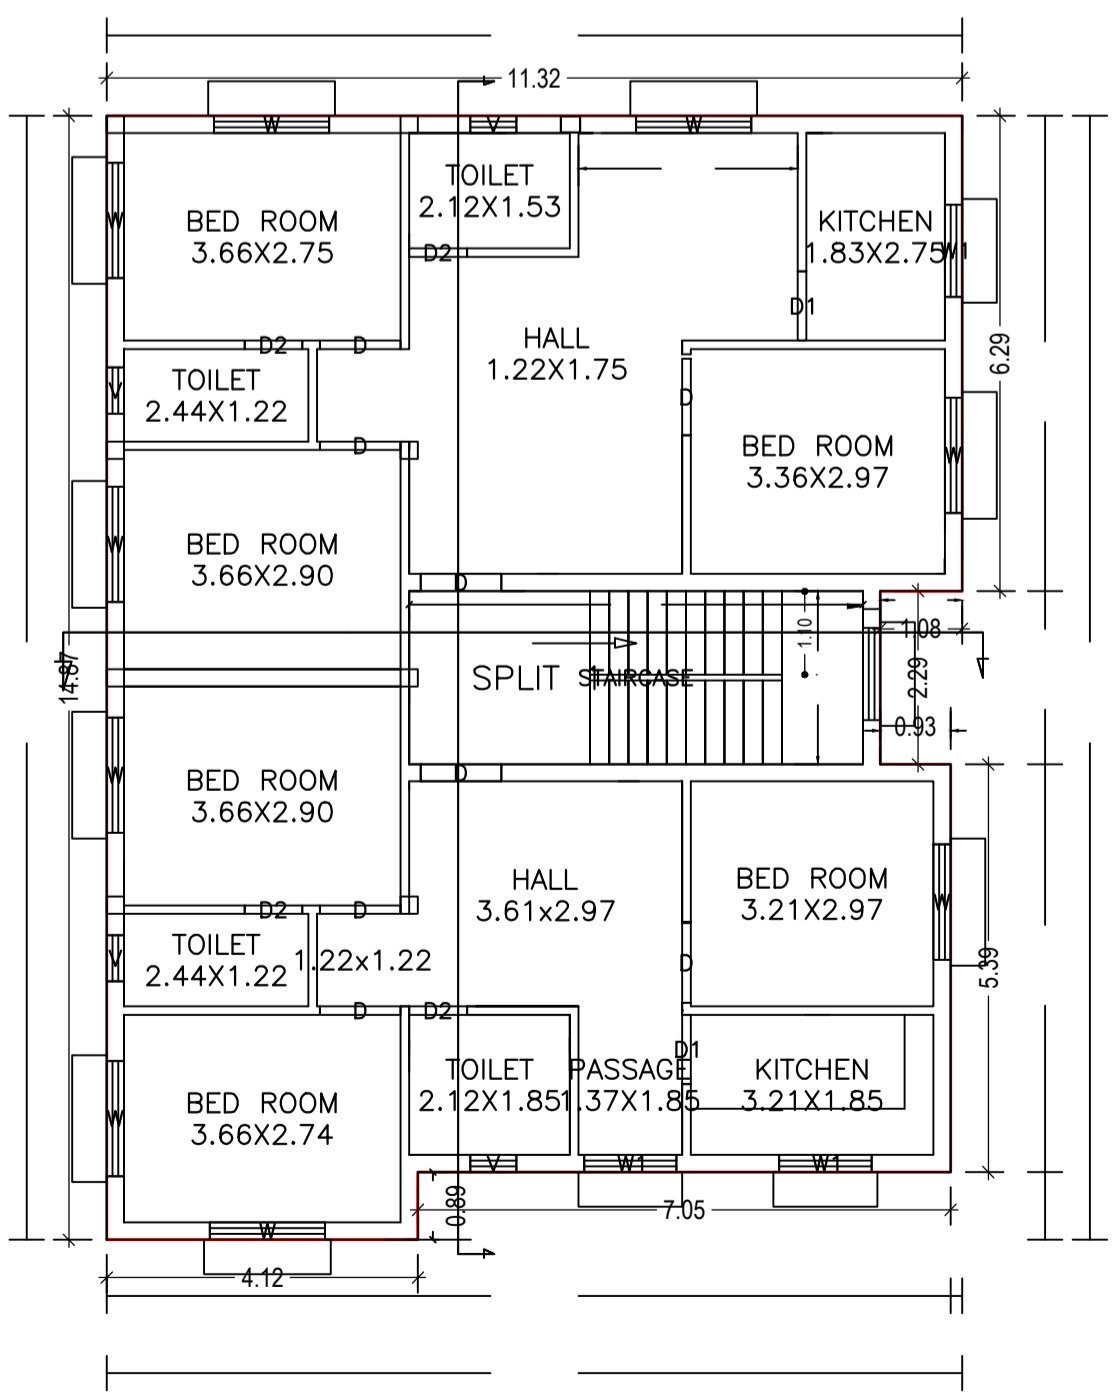 11.32
W
V
W
TOILET
2.12X1.53
BED ROOM
3.66X2.75
W
KITCHEN
1.83X2.75
W1
D2
D1
HALL
1.22X1.75
6.29
D2
D
TOILET
2.44X1.22
V
D
D
BED ROOM
3.36X2.97
W
BED ROOM
3.66X2.90
W
D
1.10
1.08
14.87
SPLIT STAIRCASE
2.29
0.93
D
BED ROOM
3.66X2.90
W
HALL
3.61x2.97
BED ROOM
3.21X2.97
W
D2
D
TOILET
2.44X1.22
V
1.22x1.22
D
5.39
D
D2
D1
TOILET
2.12X1.85
PASSAGE
1.37X1.85
KITCHEN
3.21X1.85
BED ROOM
3.66X2.74
W
V
W1
W1
0.89
7.05
W
4.12